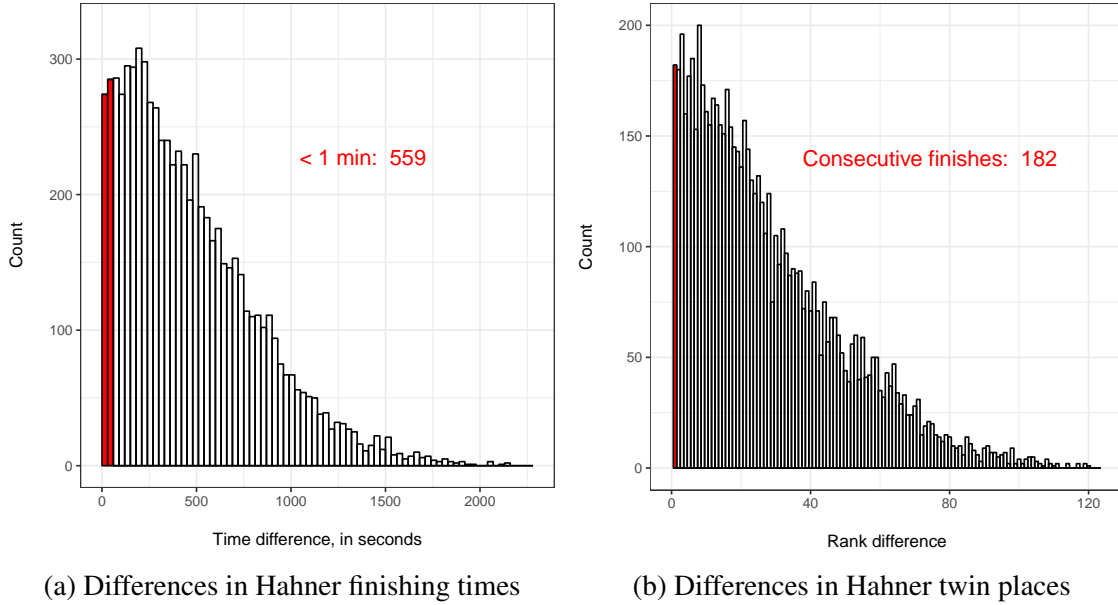 300
200
100
0
Count
< 1 min: 559
0
500
1000
1500
2000
Time difference, in seconds
(a) Differences in Hahner finishing times
200
150
100
50
0
Count
Consecutive finishes: 182
0
40
80
120
Rank difference
(b) Differences in Hahner twin places